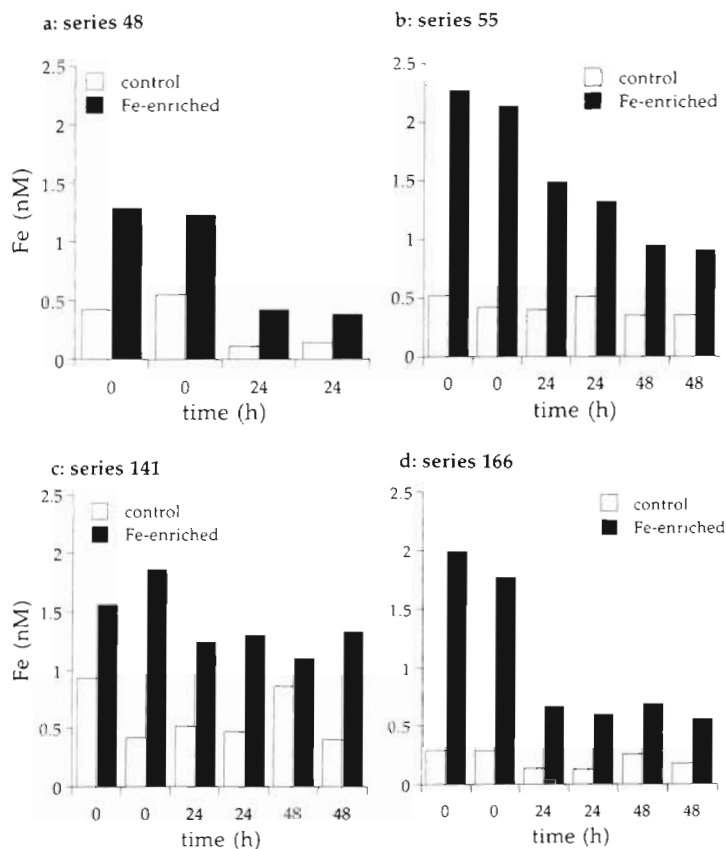 a: series 48
control
Fe-enriched
2.5
2
1.5
1
0.5
0
Fe (nM)
0 0 24 24
time (h)
b: series 55
control
Fe-enriched
2.5
2
1.5
1
0.5
0
0 0 24 24 48 48
time (h)
c: series 141
control
Fe-enriched
2.5
2
1.5
1
0.5
0
Fe (nM)
0 0 24 24 48 48
time (h)
d: series 166
control
Fe-enriched
2.5
2
1.5
1
0.5
0
0 0 24 24 48 48
time (h)